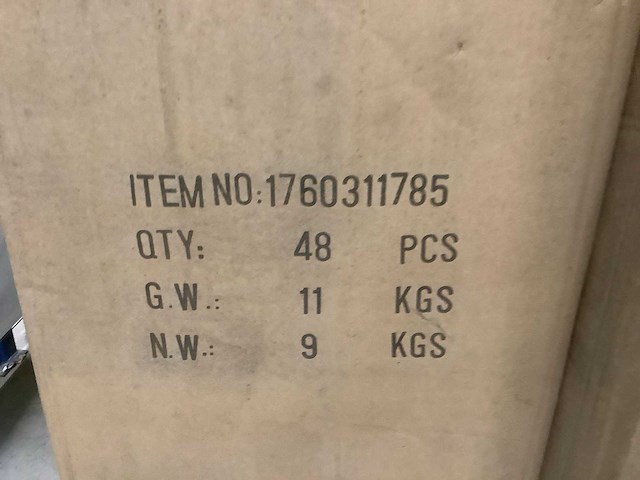 ITEM NO:1760311785
QTY: 48 PCS
G.W.: 11 KGS
N.W.: 9 KGS